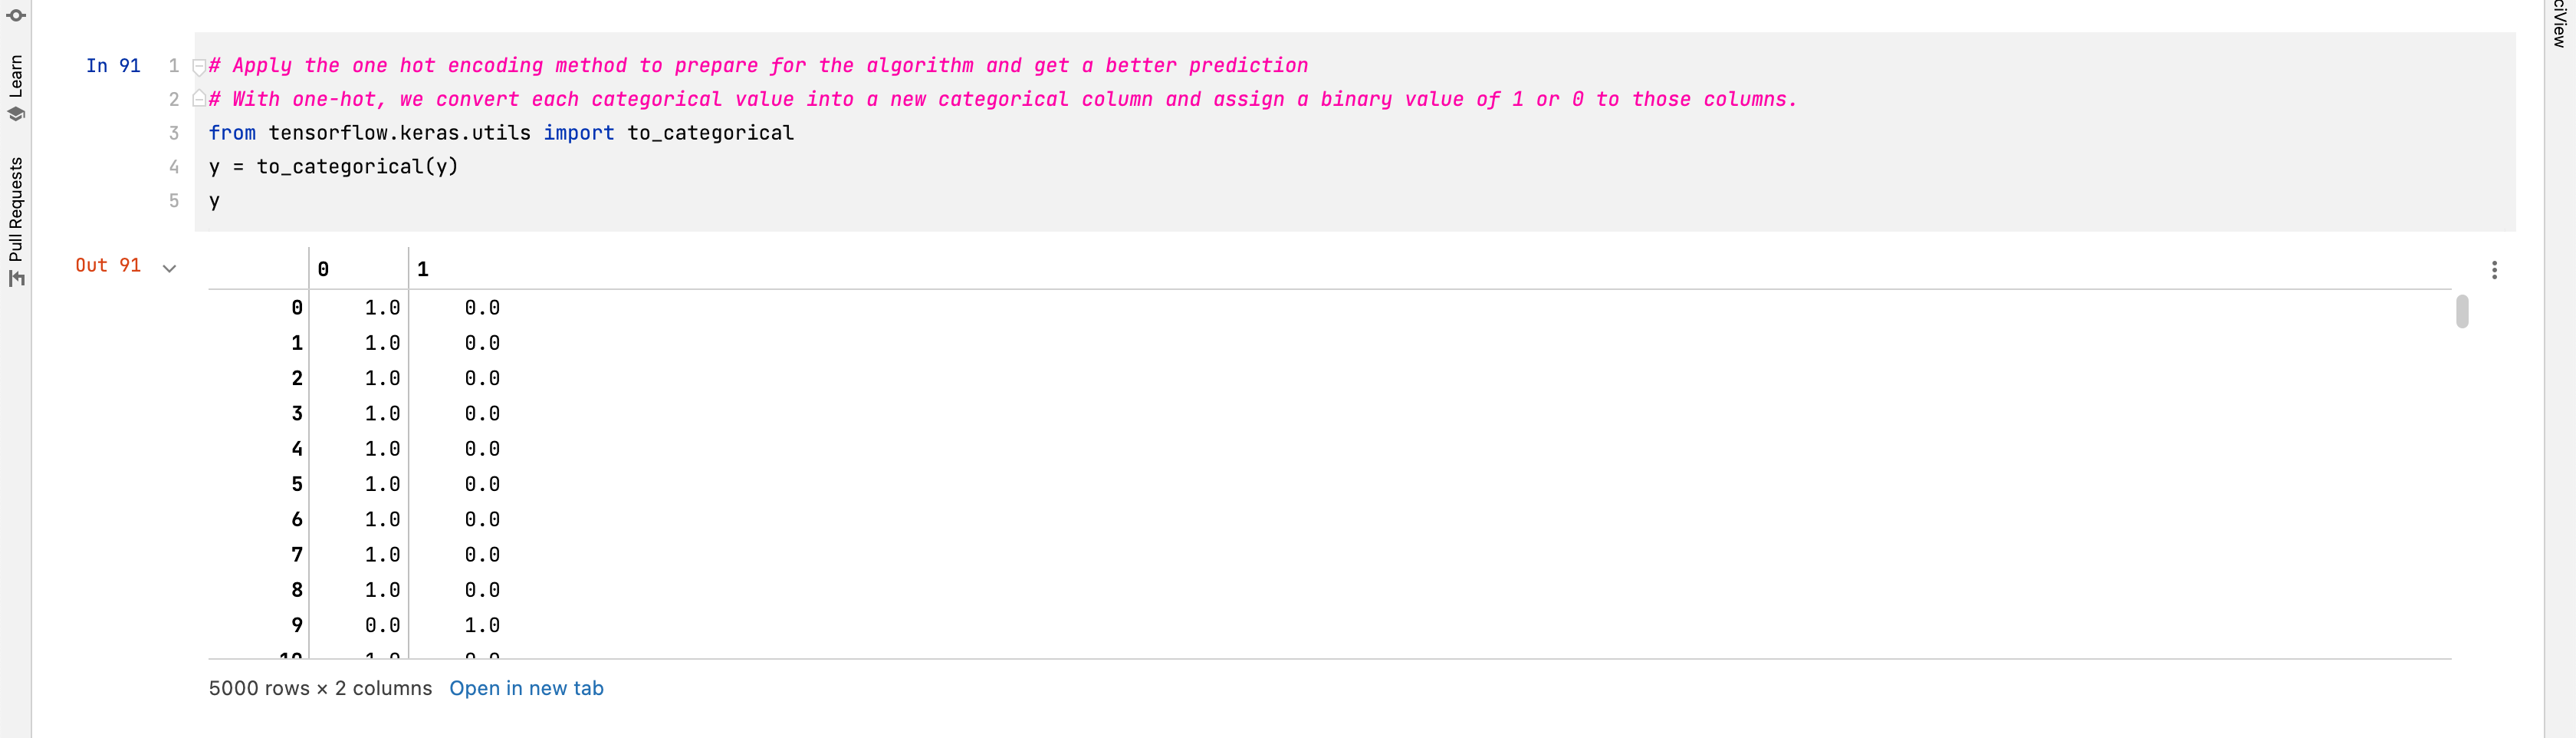 ciView
Learn
Pull Requests
In 91
1 # Apply the one hot encoding method to prepare for the algorithm and get a better prediction
2 # With one-hot, we convert each categorical value into a new categorical column and assign a binary value of 1 or 0 to those columns.
3 from tensorflow.keras.utils import to_categorical
4 y = to_categorical(y)
5 y
Out 91
0 1
0 1.0 0.0
1 1.0 0.0
2 1.0 0.0
3 1.0 0.0
4 1.0 0.0
5 1.0 0.0
6 1.0 0.0
7 1.0 0.0
8 1.0 0.0
9 0.0 1.0
10 1.0 0.0
5000 rows × 2 columns Open in new tab